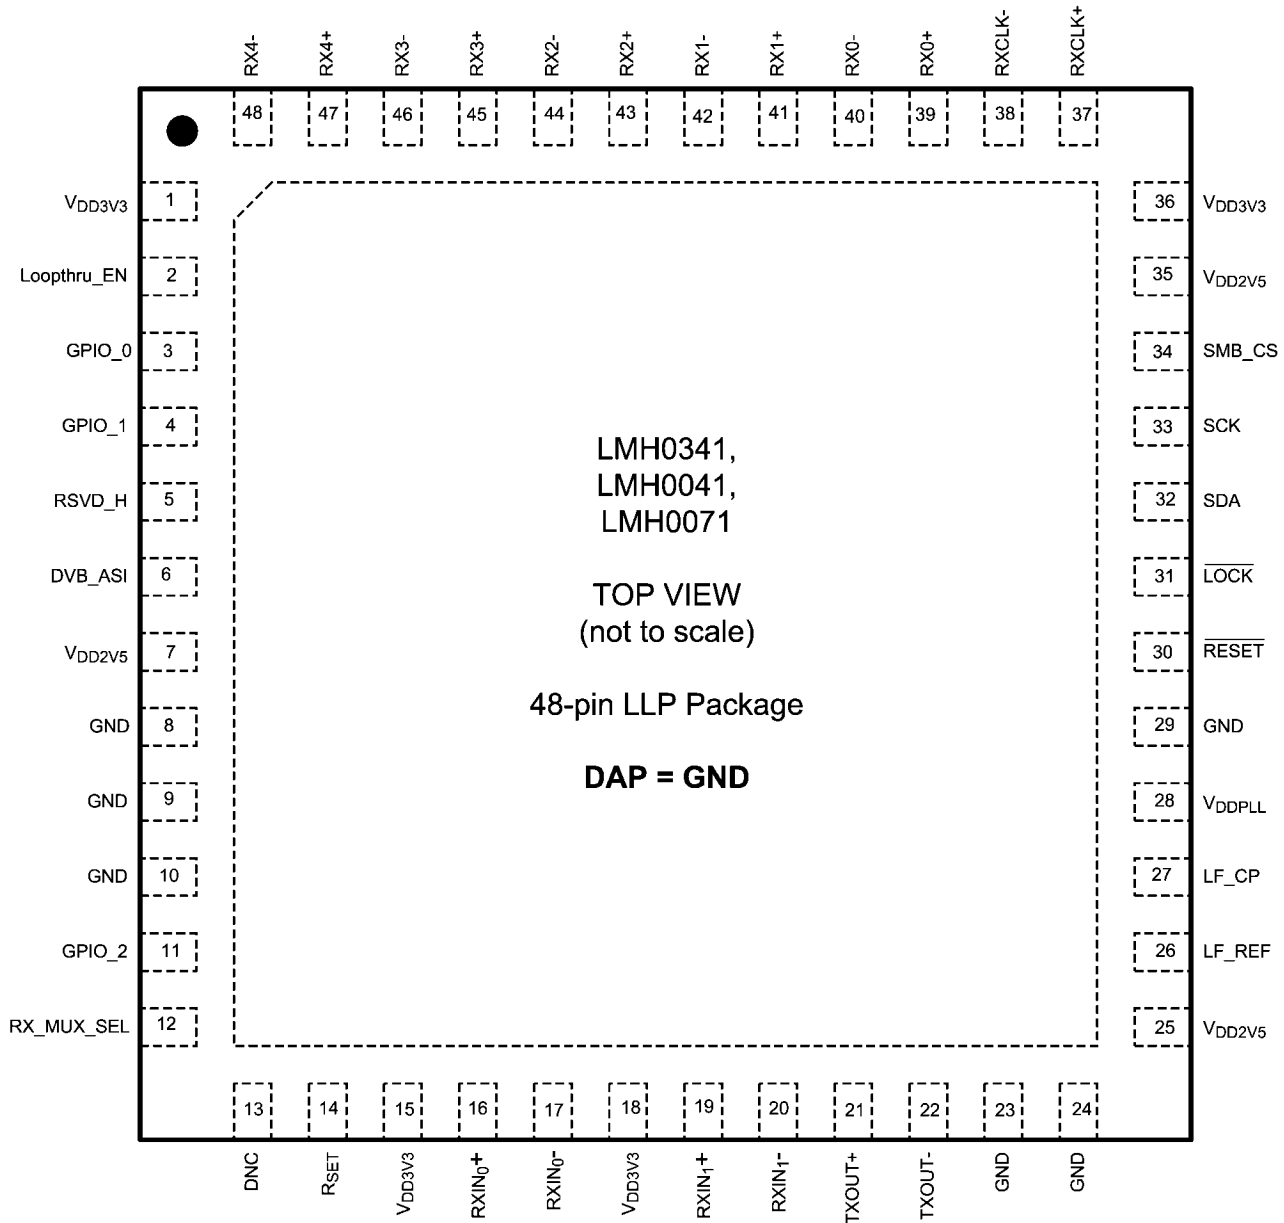 RX4-
RX4+
RX3-
RX3+
RX2-
RX2+
RX1-
RX1+
RX0-
RX0+
RXCLK-
RXCLK+
48
47
46
45
44
43
42
41
40
39
38
37
VDD3V3
1
36
VDD3V3
Loopthru_EN
2
35
VDD2V5
GPIO_0
3
34
SMB_CS
GPIO_1
4
33
SCK
RSVD_H
5
32
SDA
DVB_ASI
6
31
LOCK
VDD2V5
7
30
RESET
GND
8
29
GND
GND
9
28
VDDPLL
GND
10
27
LF_CP
GPIO_2
11
26
LF_REF
RX_MUX_SEL
12
25
VDD2V5
LMH0341,
LMH0041,
LMH0071
TOP VIEW
(not to scale)
48-pin LLP Package
DAP = GND
13
14
15
16
17
18
19
20
21
22
23
24
DNC
RSET
VDD3V3
RXIN0+
RXIN0-
VDD3V3
RXIN1+
RXIN1-
TXOUT+
TXOUT-
GND
GND